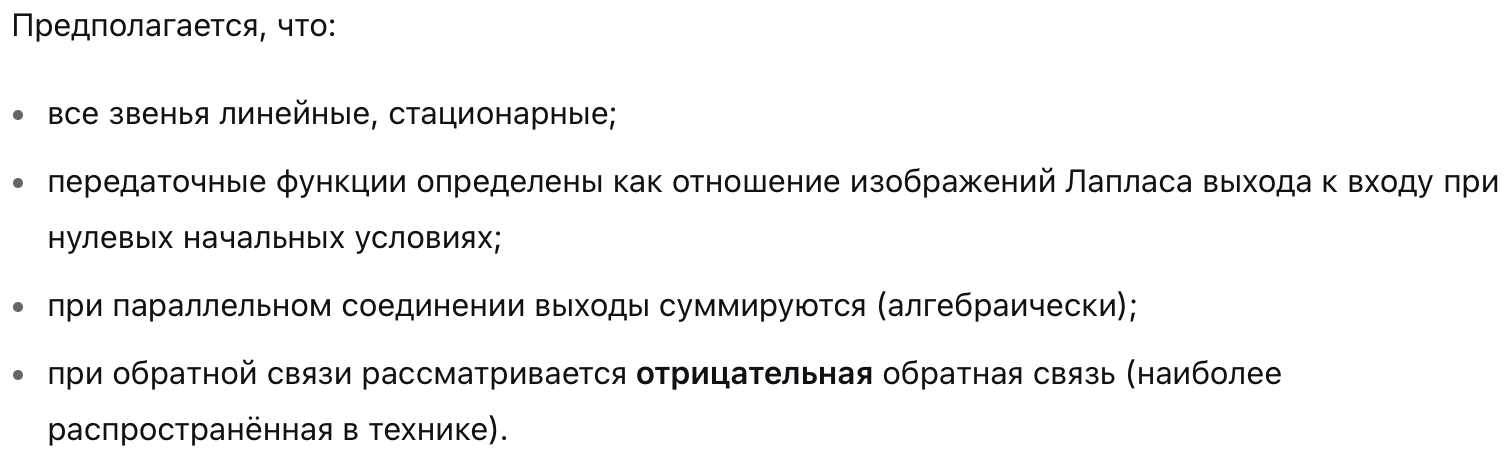 Предполагается, что:
• все звенья линейные, стационарные;
• передаточные функции определены как отношение изображений Лапласа выхода к входу при
нулевых начальных условиях;
• при параллельном соединении выходы суммируются (алгебраически);
• при обратной связи рассматривается отрицательная обратная связь (наиболее
распространённая в технике).